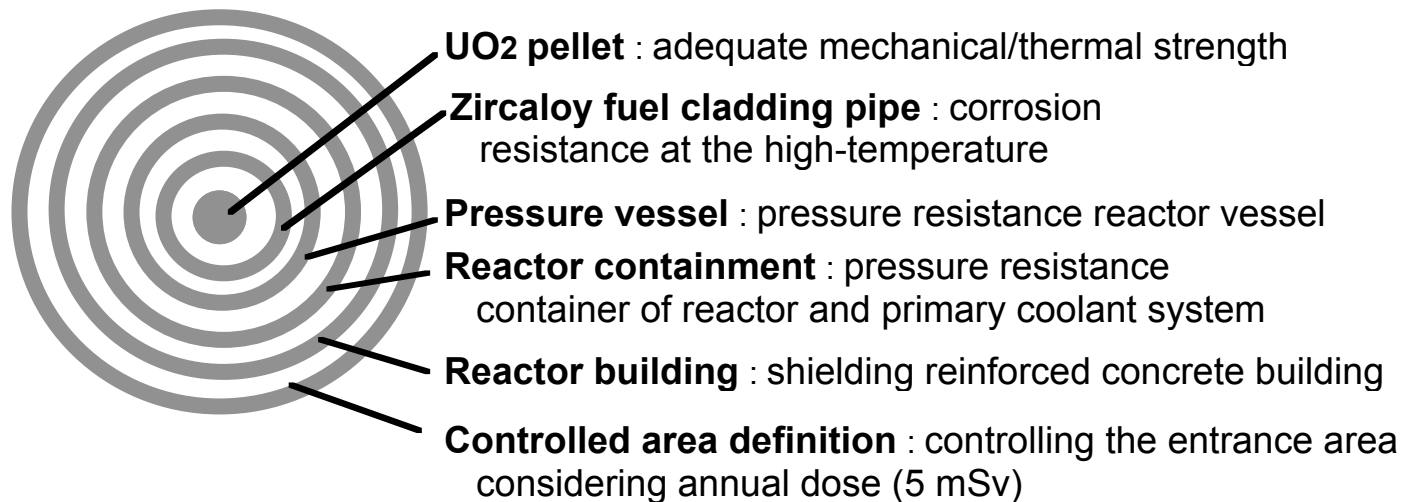 UO2 pellet : adequate mechanical/thermal strength
Zircaloy fuel cladding pipe : corrosion
resistance at the high-temperature
Pressure vessel : pressure resistance reactor vessel
Reactor containment : pressure resistance
container of reactor and primary coolant system
Reactor building : shielding reinforced concrete building
Controlled area definition : controlling the entrance area
considering annual dose (5 mSv)